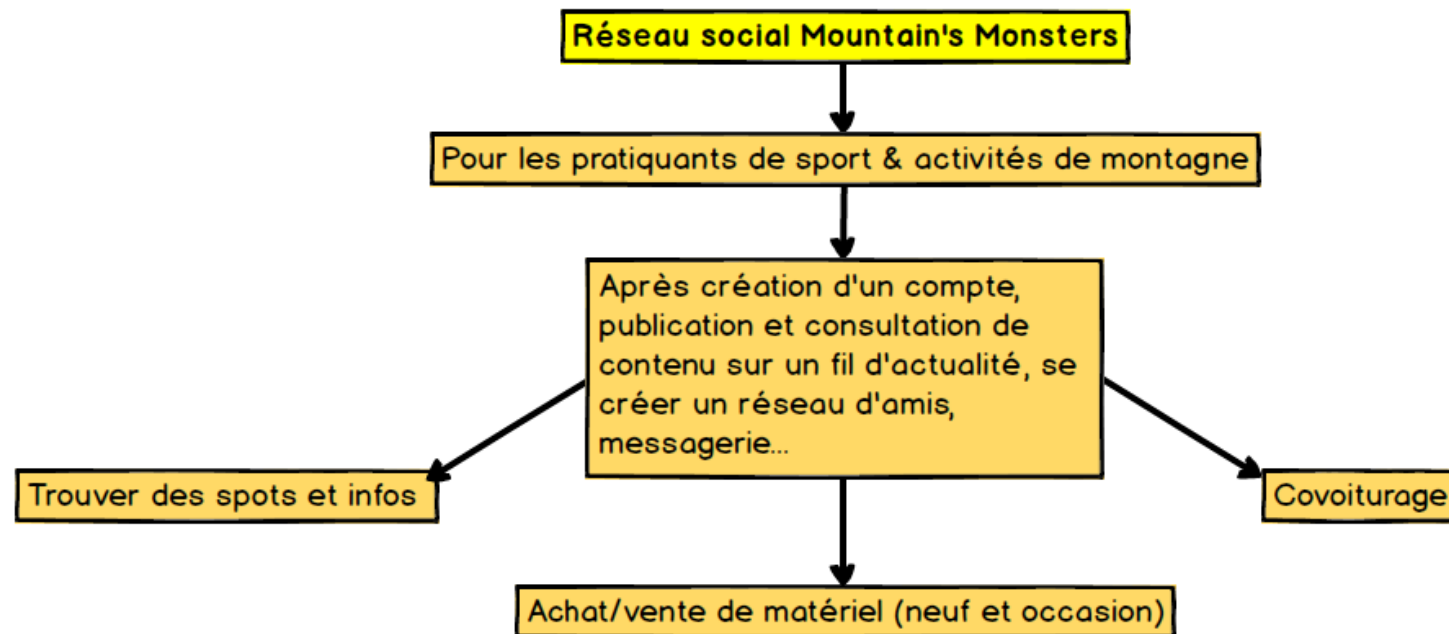 Réseau social Mountain's Monsters
Pour les pratiquants de sport & activités de montagne
Après création d'un compte,
publication et consultation de
contenu sur un fil d'actualité, se
créer un réseau d'amis,
messagerie...
Trouver des spots et infos
Covoiturage
Achat/vente de matériel (neuf et occasion)